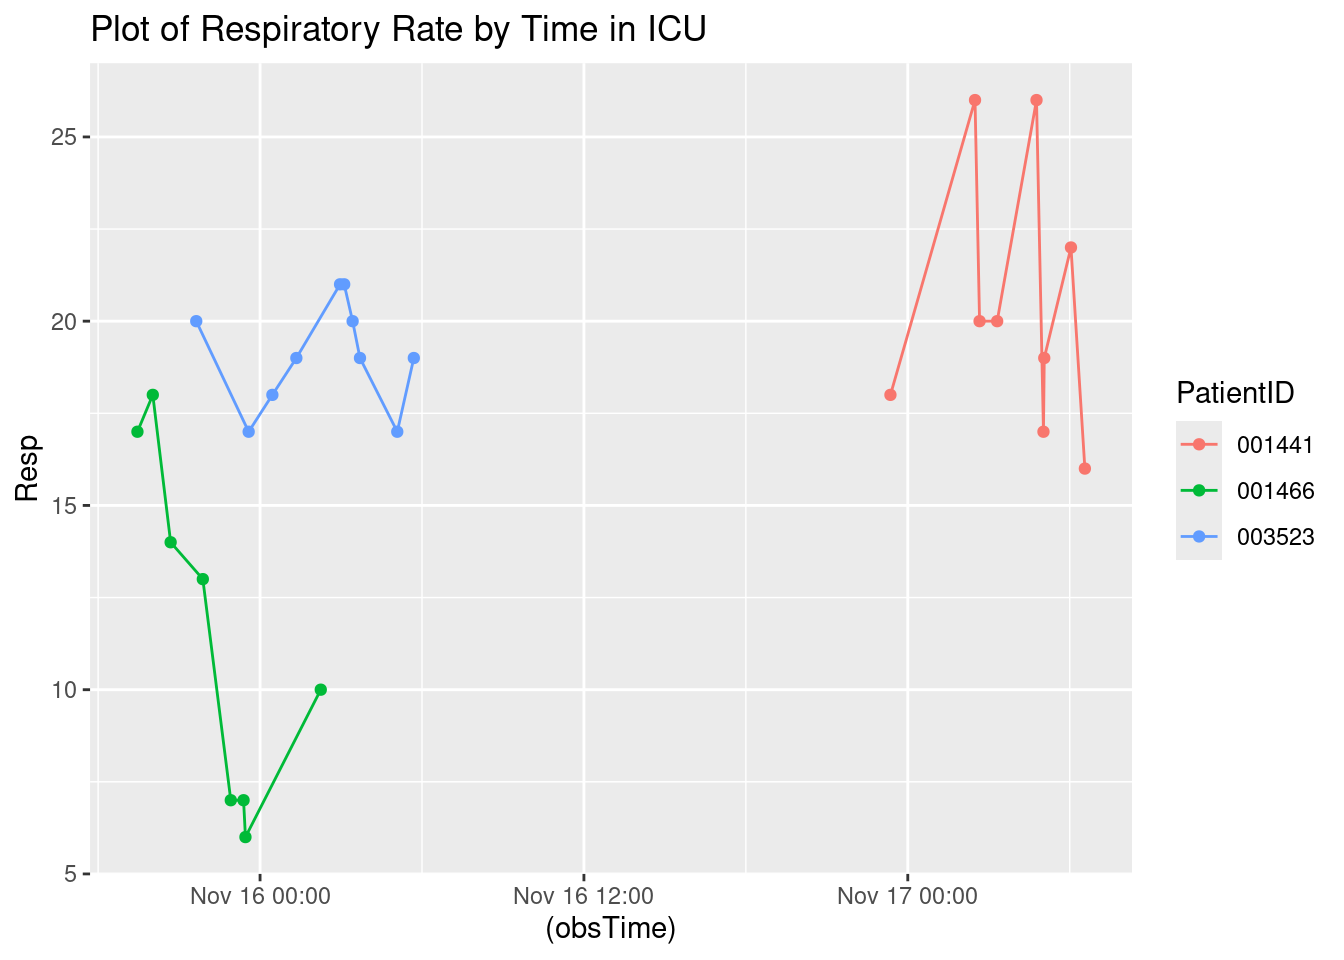 Plot of Respiratory Rate by Time in ICU
25
20
15
10
5
Resp
Nov 16 00:00
Nov 16 12:00
Nov 17 00:00
(obsTime)
PatientID
001441
001466
003523